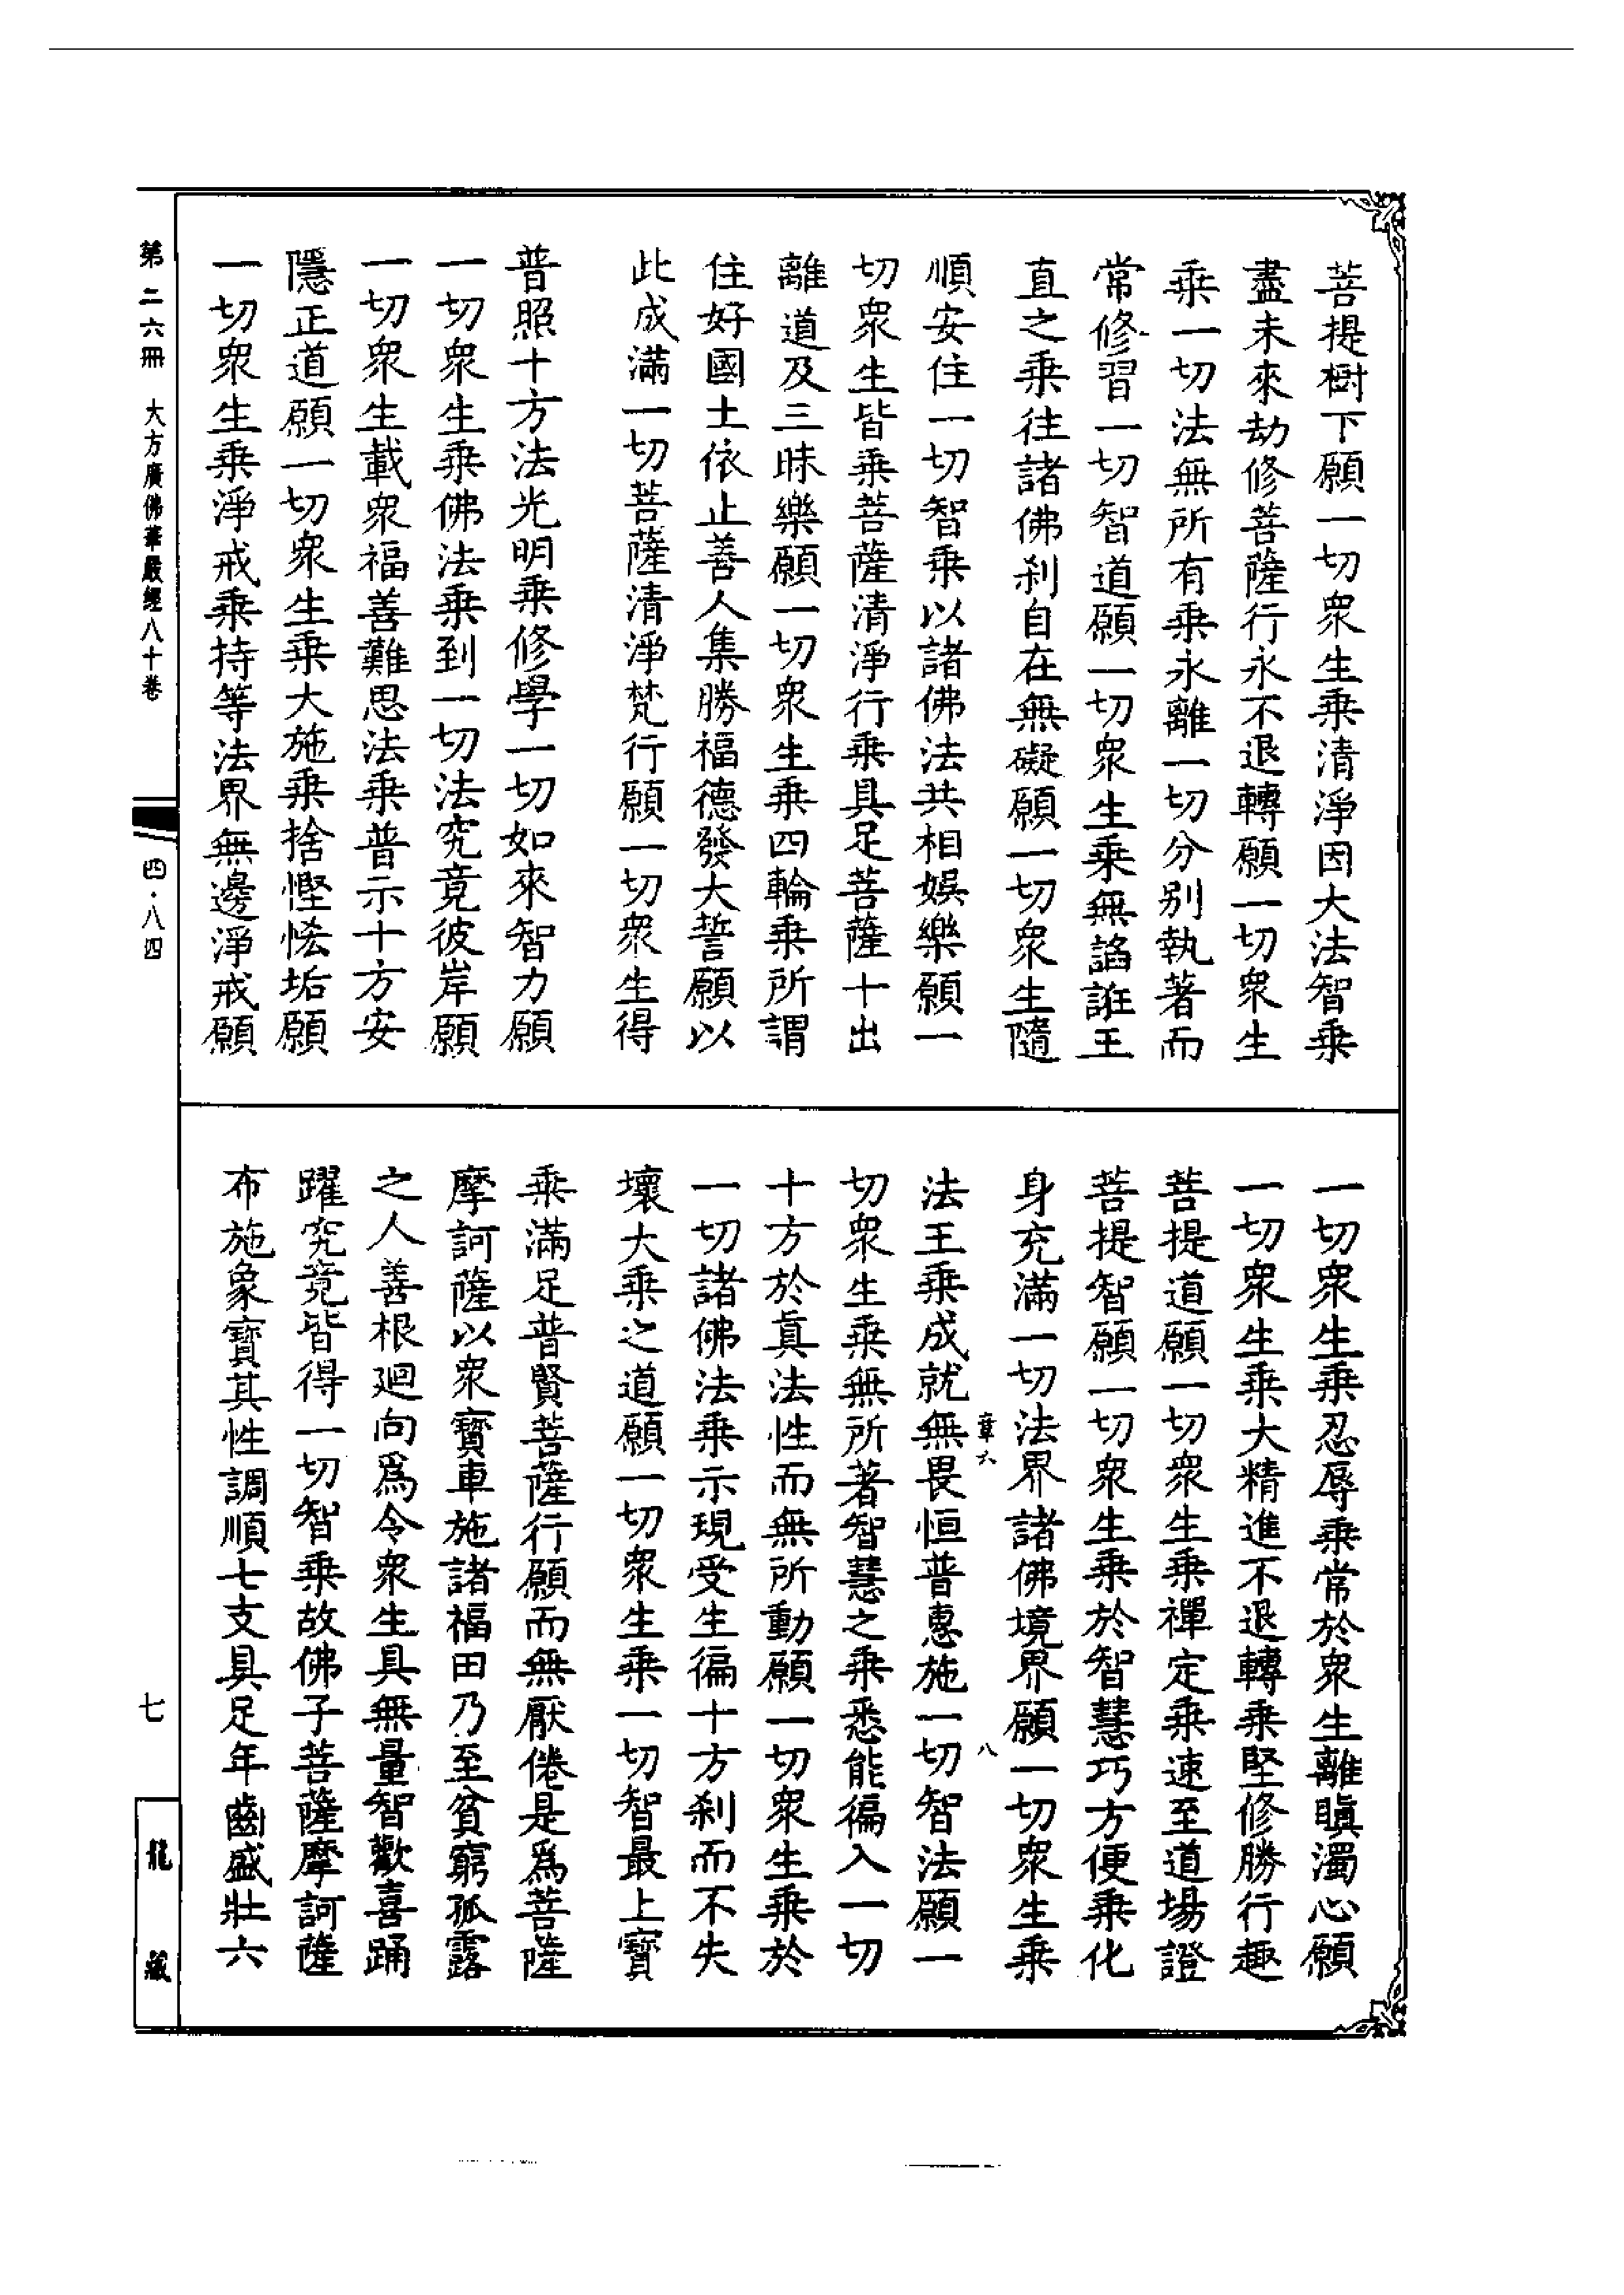 菩提樹下願一切衆生乘清淨因大法智乘
盡未來劫修菩薩行永不退轉願一切衆生
乘一切法無所有乘永離一切分別執著而
常修習一切智道願一切衆生乘無諂誑王
直之乘往諸佛刹自在無礙願一切衆生隨
順安住一切智乘以諸佛法共相娛樂願一
切衆生皆乘菩薩清淨行乘具足菩薩十出
離道及三昧樂願一切衆生乘四輪乘所謂
住好國土依止善人集勝福德發大誓願以
此成滿一切菩薩清淨梵行願一切衆生得
普照十方法光明乘修學一切如來智力願
一切衆生乘佛法乘到一切法究竟彼岸願
一切衆生載衆福善難思法乘普示十方安
隱正道願一切衆生乘大施乘捨慳悋垢願
一切衆生乘淨戒乘持等法界無邊淨戒願
一切衆生乘忍辱乘常於衆生離瞋濁心願
一切衆生乘大精進不退轉乘堅修勝行趣
菩提道願一切衆生乘禪定乘速至道場證
菩提智願一切衆生乘於智慧巧方便乘化
身充滿一切法界諸佛境界願一切衆生乘
章六
八
法王乘成就無畏恒普惠施一切智法願一
切衆生乘無所著智慧之乘悉能徧入一切
十方於眞法性而無所動願一切衆生乘於
一切諸佛法乘示現受生徧十方刹而不失
壞大乘之道願一切衆生乘一切智最上寶
乘滿足普賢菩薩行願而無厭倦是爲菩薩
摩訶薩以衆寶車施諸福田乃至貧窮孤露
之人善根迴向爲令衆生具無量智歡喜踊
躍究竟皆得一切智乘故佛子菩薩摩訶薩
布施象寶其性調順七支具足年齒盛壯六
第二六冊 大方廣佛華嚴經八十卷
四·八四
七
龍藏